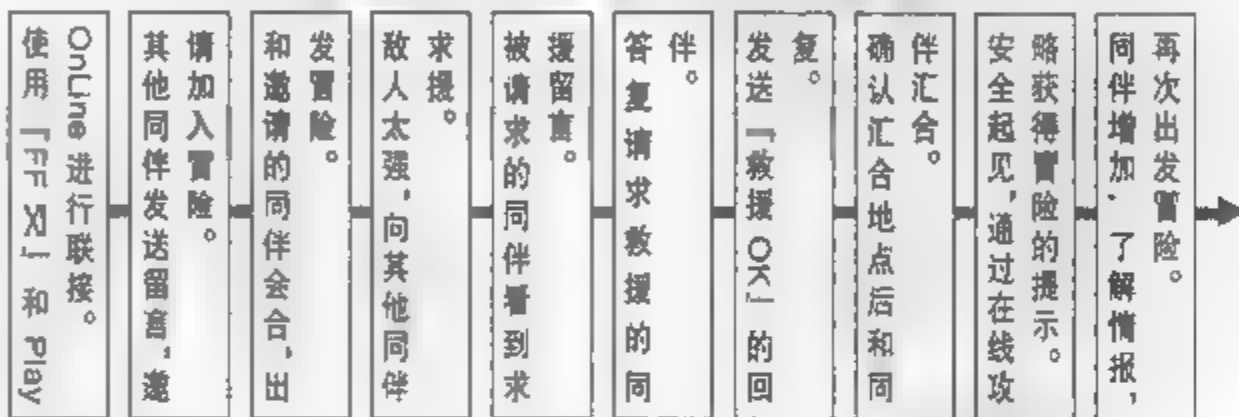 使用『FF XI』和 Play
OnLine 进行联接。
其他同伴发送留言，邀
请加入冒险。
和邀请的同伴会合，出
发冒险。
敌人太强，向其他同伴
求援。
被请求的同伴看到求
援留言。
答复请求救援的同
伴。
发送『救援 OK』的回
复。
确认汇合地点后和同
伴汇合。
安全起见，通过在线攻
略获得冒险的提示。
同伴增加、了解情报，
再次出发冒险。